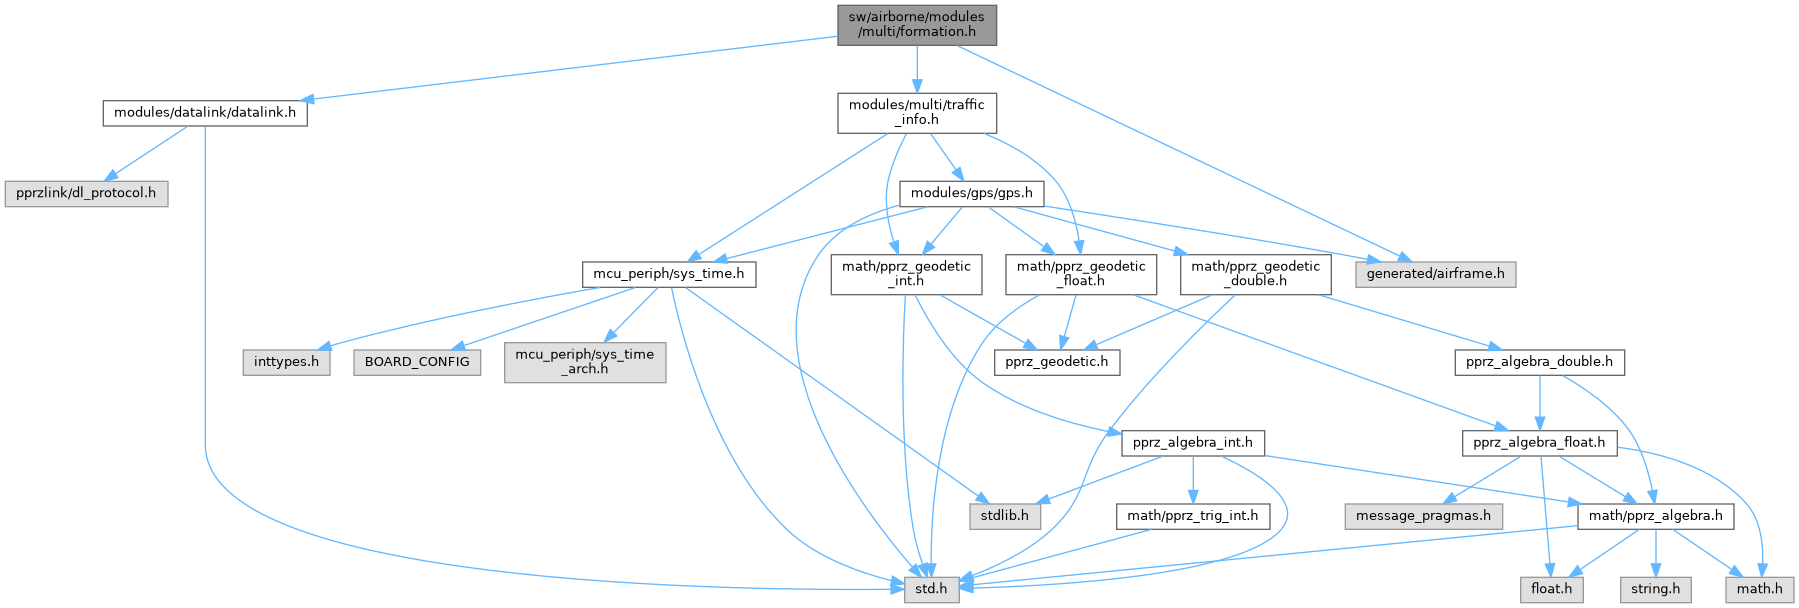 sw/airborne/modules
/multi/formation.h
modules/datalink/datalink.h
modules/multi/traffic
_info.h
pprzlink/dl_protocol.h
modules/gps/gps.h
mcu_periph/sys_time.h
math/pprz_geodetic
_int.h
math/pprz_geodetic
_float.h
math/pprz_geodetic
_double.h
generated/airframe.h
inttypes.h
BOARD_CONFIG
mcu_periph/sys_time
_arch.h
pprz_geodetic.h
pprz_algebra_double.h
pprz_algebra_int.h
pprz_algebra_float.h
stdlib.h
math/pprz_trig_int.h
message_pragmas.h
math/pprz_algebra.h
std.h
float.h
string.h
math.h